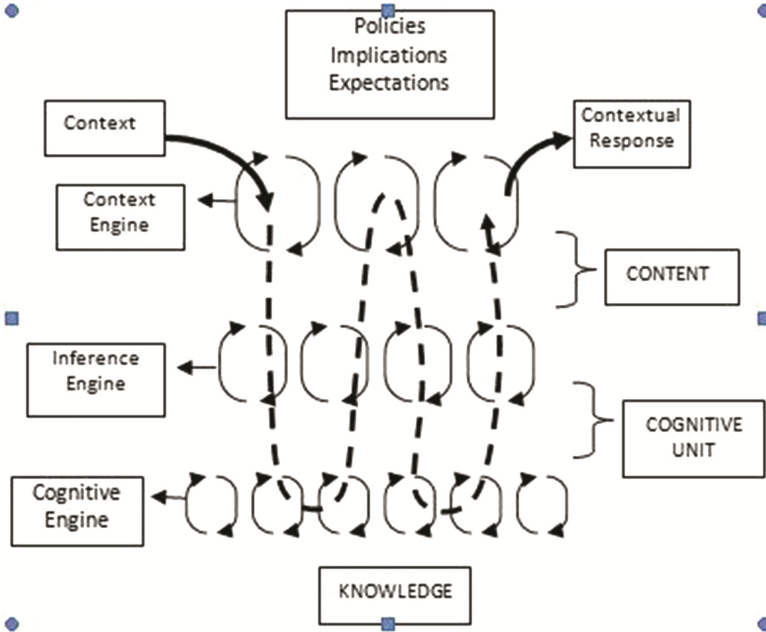 Policies
Implications
Expectations
Context
Contextual
Response
Context
Engine
CONTENT
Inference
Engine
COGNITIVE
UNIT
Cognitive
Engine
KNOWLEDGE